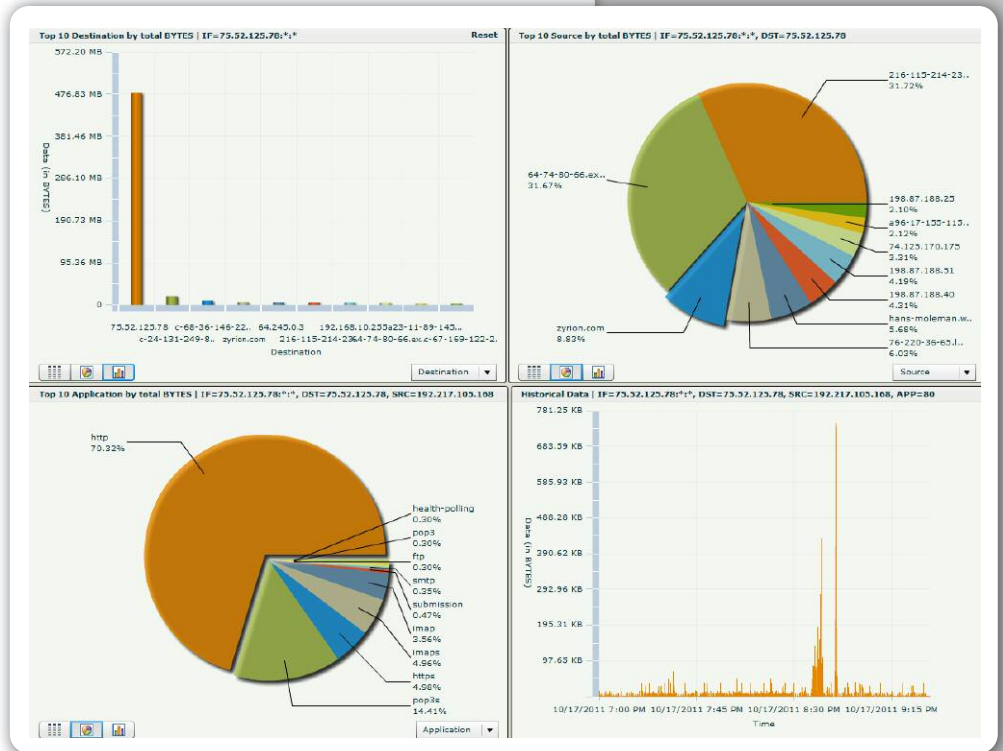 Top 10 Destination by total BYTES | IF=75.52.125.78:*:*
Reset
572.20 MB
476.83 MB
381.46 MB
286.10 MB
190.73 MB
95.36 MB
0
Data (in BYTES)
75.52.125.78 c-68-36-146-22.. 64.245.0.3 192.168.10.255a23-11-89-145...
c-24-131-249-8.. zyrion.com 216-115-214-2364-74-80-66.ex.c-67-169-122-2.
Destination
Destination
Top 10 Source by total BYTES | IF=75.52.125.78:*:*, DST=75.52.125.78
216-115-214-23..
31.72%
64-74-80-66.ex..
31.67%
198.87.188.25
2.10%
a96-17-155-115..
2.12%
74.125.170.175
3.31%
198.87.188.51
4.19%
198.87.188.40
4.31%
hans-moleman.w..
5.68%
76-220-36-65.l..
6.03%
zyrion.com
8.83%
Source
Top 10 Application by total BYTES | IF=75.52.125.78:*:*, DST=75.52.125.78, SRC=192.217.105.168
http
70.32%
health-polling
0.30%
pop3
0.30%
ftp
0.30%
smtp
0.35%
submission
0.47%
imap
3.56%
imaps
4.96%
https
4.98%
pop3s
14.41%
Application
Historical Data | IF=75.52.125.78:*:*, DST=75.52.125.78, SRC=192.217.105.168, APP=80
781.25 KB
683.59 KB
585.93 KB
488.28 KB
390.62 KB
292.96 KB
195.31 KB
97.65 KB
Data (in BYTES)
10/17/2011 7:00 PM 10/17/2011 7:45 PM 10/17/2011 8:30 PM 10/17/2011 9:15 PM
Time